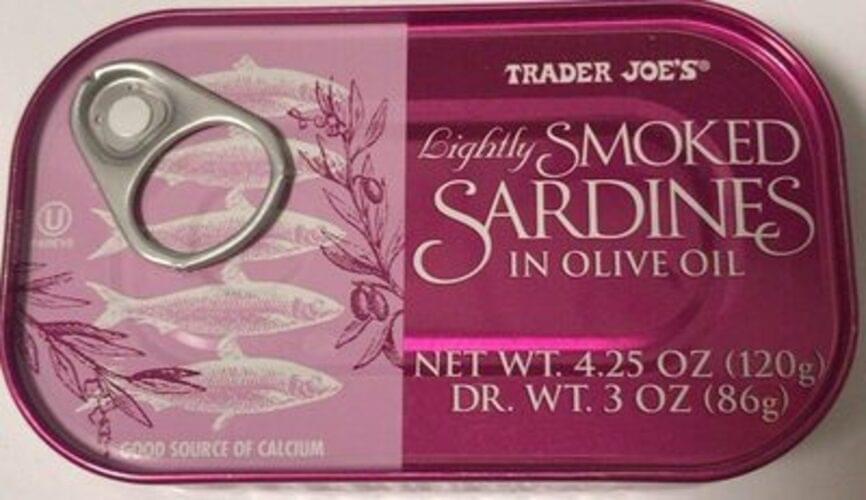 TRADER JOE'S®
Lightly SMOKED
SARDINES
IN OLIVE OIL
NET WT. 4.25 OZ (120g)
DR. WT. 3 OZ (86g)
U
PAREVE
GOOD SOURCE OF CALCIUM